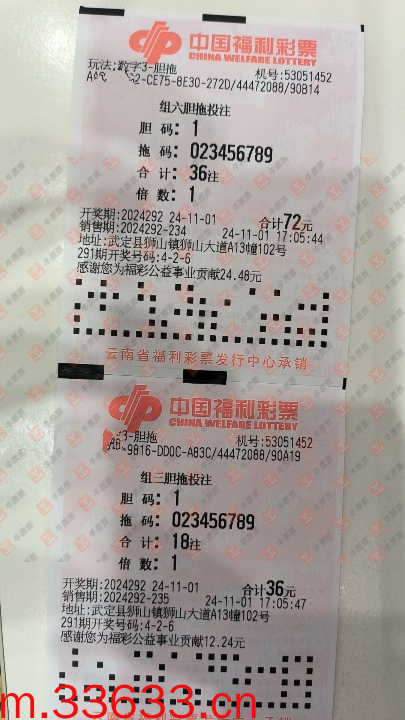 中国福利彩票
CHINA WELFARE LOTTERY
玩法:数字3-胆拖 机号:53051452
S2-CE75-8E30-272D/44472088/90814
组六胆拖投注
胆 码: 1
拖 码: 023456789
合 计: 36注
倍 数: 1
开奖期:2024292 24-11-01 合计72元
销售期:2024292-234 24-11-01 17:05:44
地址:武定县狮山镇狮山大道A13幢102号
291期开奖号码:4-2-6
感谢您为福彩公益事业贡献24.48元
云南省福利彩票发行中心承销
中国福利彩票
CHINA WELFARE LOTTERY
3-胆拖 机号:53051452
-9816-DD0C-A83C/44472088/90A19
组三胆拖投注
胆 码: 1
拖 码: 023456789
合 计: 18注
倍 数: 1
开奖期:2024292 24-11-01 合计36元
销售期:2024292-235 24-11-01 17:05:47
地址:武定县狮山镇狮山大道A13幢102号
291期开奖号码:4-2-6
感谢您为福彩公益事业贡献12.24元
m.33633.cn